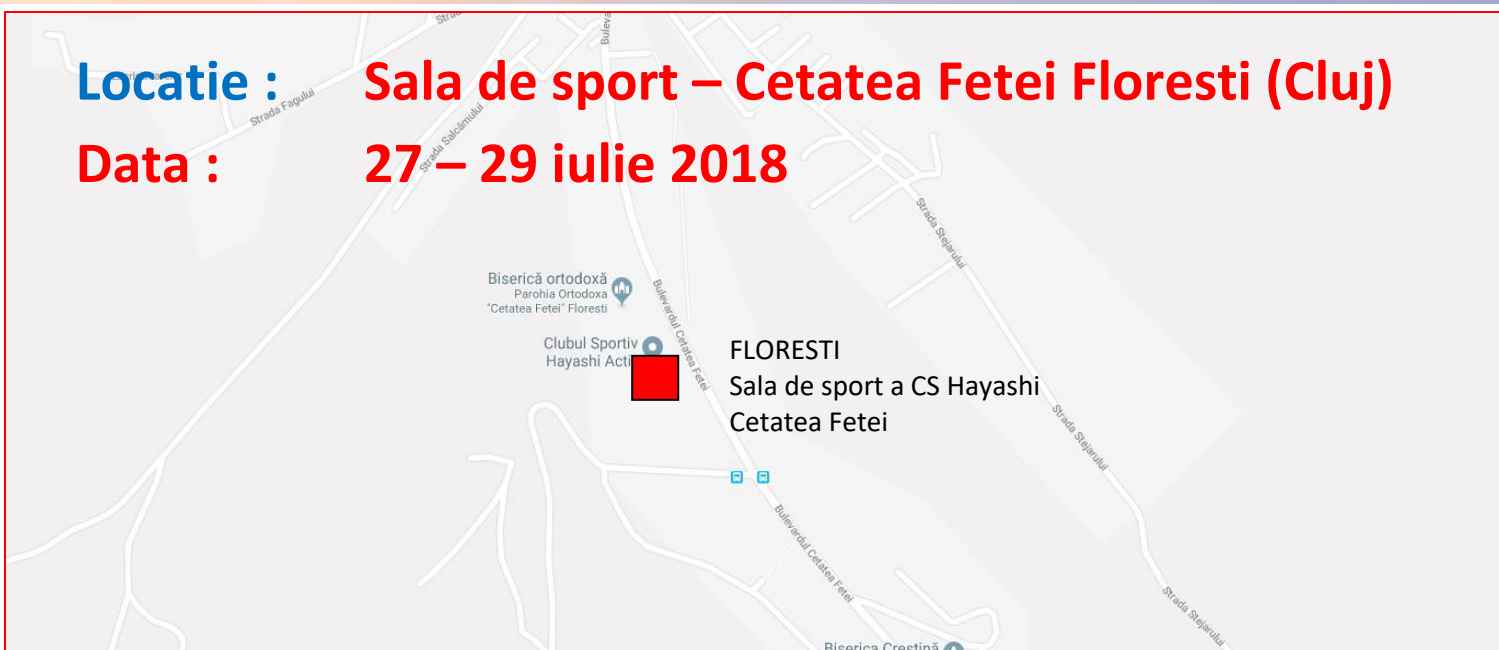 Locatie : Sala de sport – Cetatea Fetei Floresti (Cluj)
Data : 27 – 29 iulie 2018
Strada Fagului
Strada Salcâmului
Strada Stejarului
Biserică ortodoxă
Parohia Ortodoxa
"Cetatea Fetei" Floresti
Bulevardul Cetatea Fetei
Clubul Sportiv
Hayashi Acti
FLORESTI
Sala de sport a CS Hayashi
Cetatea Fetei
Strada Stejarului
Bulevardul Cetatea Fetei
Strada Stejarului
Biserica Crestină